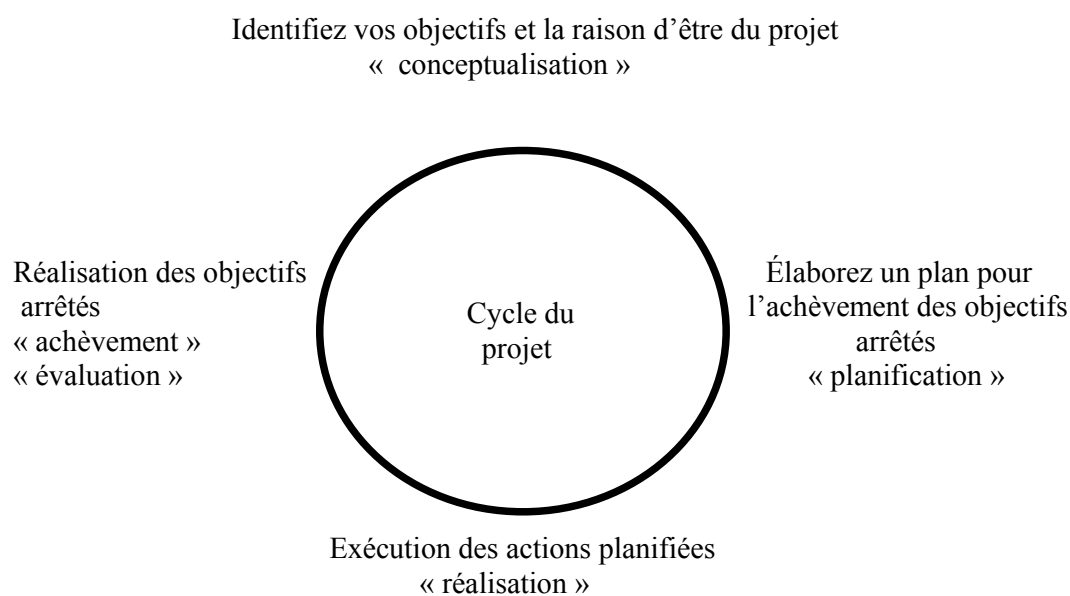 Identifiez vos objectifs et la raison d’être du projet
«  conceptualisation »
Réalisation des objectifs
arrêtés
« achèvement »
« évaluation »
Cycle du
projet
Élaborez un plan pour
l’achèvement des objectifs
arrêtés
« planification »
Exécution des actions planifiées
« réalisation »